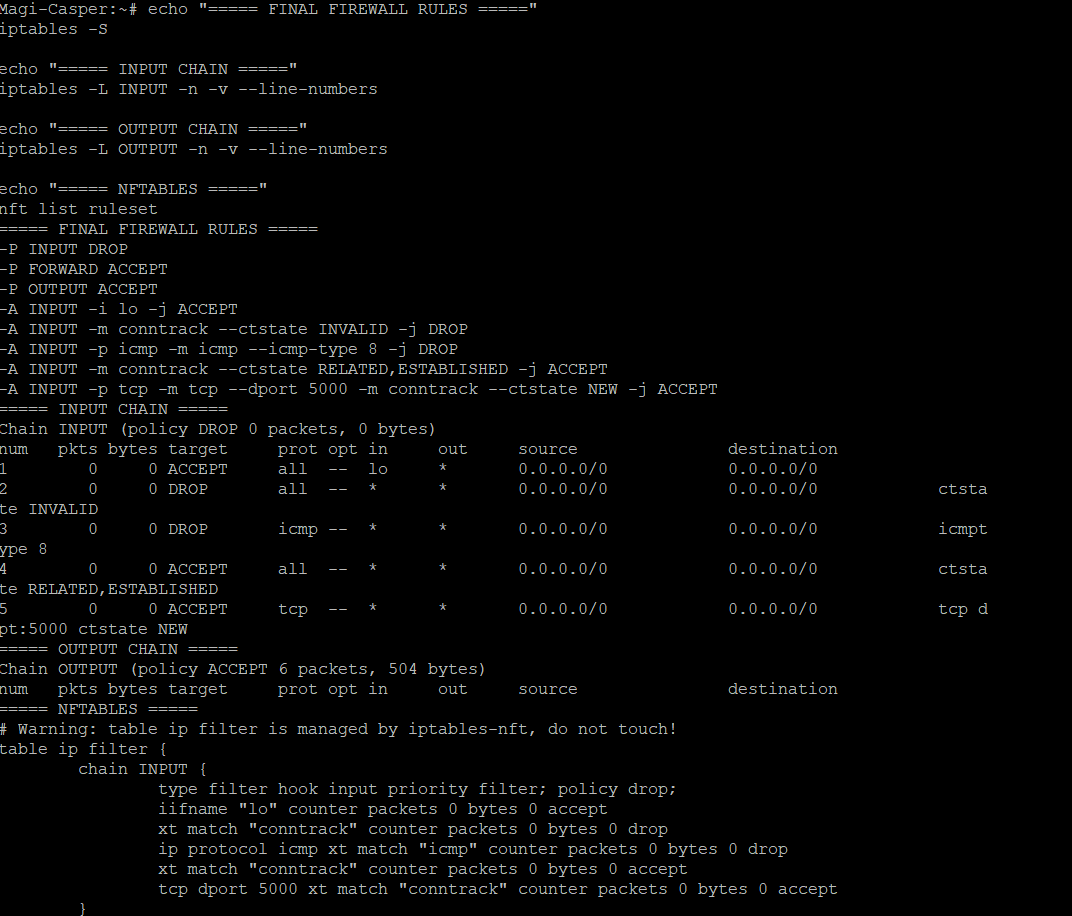 Magi-Casper:~# echo "===== FINAL FIREWALL RULES ====="
iptables -S
echo "===== INPUT CHAIN ====="
iptables -L INPUT -n -v --line-numbers
echo "===== OUTPUT CHAIN ====="
iptables -L OUTPUT -n -v --line-numbers
echo "===== NFTABLES ====="
nft list ruleset
===== FINAL FIREWALL RULES =====
-P INPUT DROP
-P FORWARD ACCEPT
-P OUTPUT ACCEPT
-A INPUT -i lo -j ACCEPT
-A INPUT -m conntrack --ctstate INVALID -j DROP
-A INPUT -p icmp -m icmp --icmp-type 8 -j DROP
-A INPUT -m conntrack --ctstate RELATED,ESTABLISHED -j ACCEPT
-A INPUT -p tcp -m tcp --dport 5000 -m conntrack --ctstate NEW -j ACCEPT
===== INPUT CHAIN =====
Chain INPUT (policy DROP 0 packets, 0 bytes)
num   pkts bytes target     prot opt in     out     source               destination
1        0     0 ACCEPT     all  --  lo     *       0.0.0.0/0            0.0.0.0/0
2        0     0 DROP       all  --  *      *       0.0.0.0/0            0.0.0.0/0            ctsta
te INVALID
3        0     0 DROP       icmp --  *      *       0.0.0.0/0            0.0.0.0/0            icmpt
ype 8
4        0     0 ACCEPT     all  --  *      *       0.0.0.0/0            0.0.0.0/0            ctsta
te RELATED,ESTABLISHED
5        0     0 ACCEPT     tcp  --  *      *       0.0.0.0/0            0.0.0.0/0            tcp d
pt:5000 ctstate NEW
===== OUTPUT CHAIN =====
Chain OUTPUT (policy ACCEPT 6 packets, 504 bytes)
num   pkts bytes target     prot opt in     out     source               destination
===== NFTABLES =====
# Warning: table ip filter is managed by iptables-nft, do not touch!
table ip filter {
        chain INPUT {
                type filter hook input priority filter; policy drop;
                iifname "lo" counter packets 0 bytes 0 accept
                xt match "conntrack" counter packets 0 bytes 0 drop
                ip protocol icmp xt match "icmp" counter packets 0 bytes 0 drop
                xt match "conntrack" counter packets 0 bytes 0 accept
                tcp dport 5000 xt match "conntrack" counter packets 0 bytes 0 accept
        }